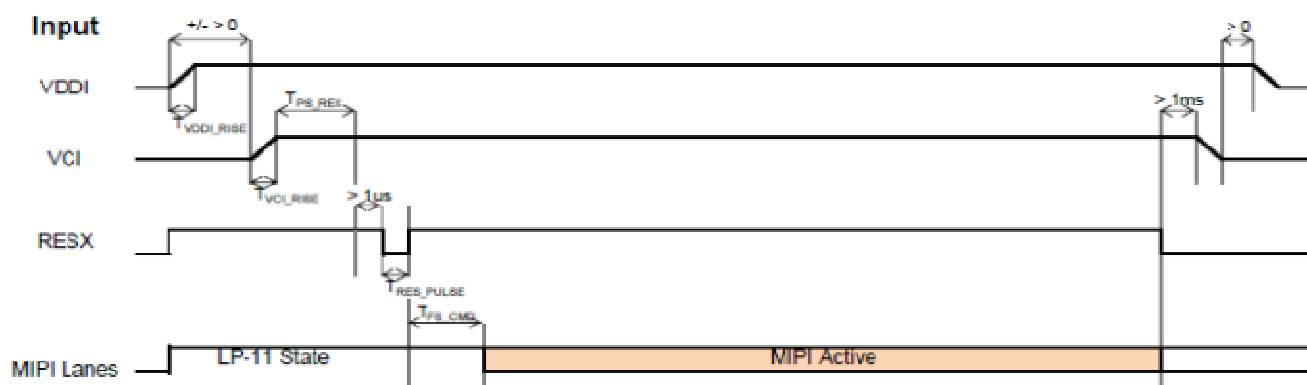 Input
+/- > 0
> 0
VDDI
T_VDDI_RISE
T_PS_RES
> 1ms
VCI
T_VCI_RISE
> 1us
RESX
T_RES_PULSE
T_FS_CMD
MIPI Lanes
LP-11 State
MIPI Active